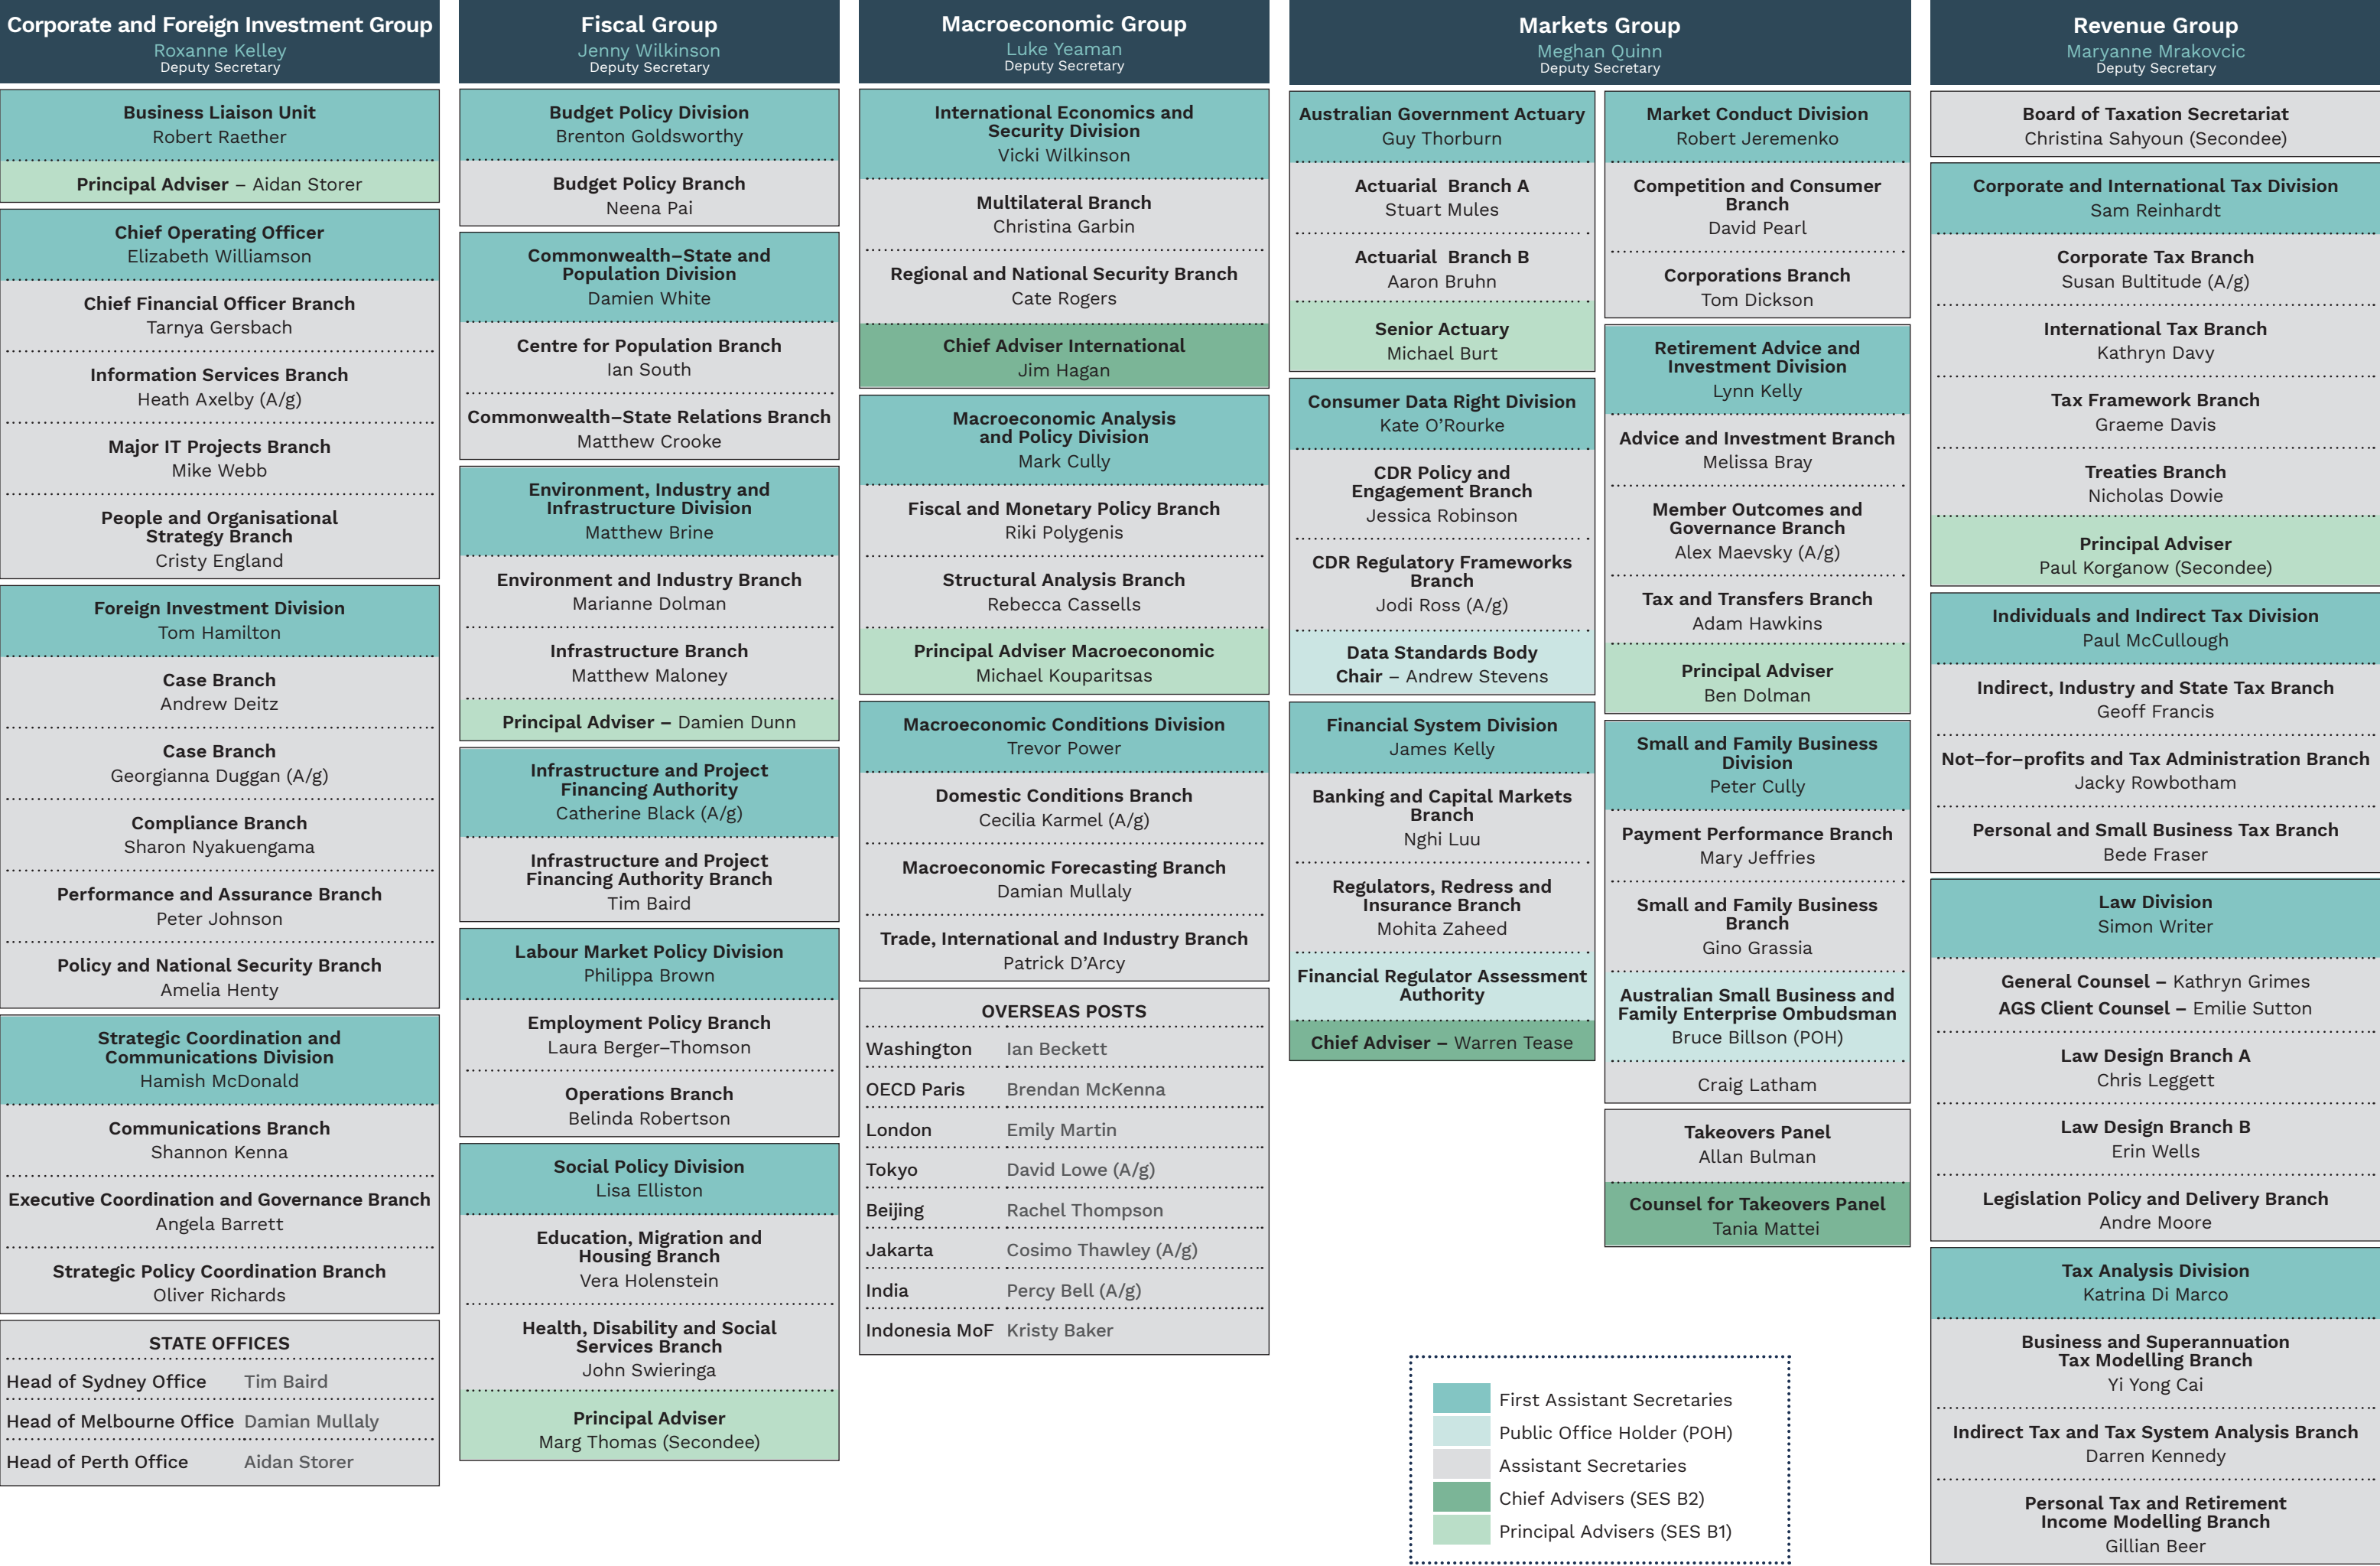 Corporate and Foreign Investment Group
Roxanne Kelley
Deputy Secretary
Business Liaison Unit
Robert Raether
Principal Adviser – Aidan Storer
Chief Operating Officer
Elizabeth Williamson
Chief Financial Officer Branch
Tarnya Gersbach
Information Services Branch
Heath Axelby (A/g)
Major IT Projects Branch
Mike Webb
People and Organisational
Strategy Branch
Cristy England
Foreign Investment Division
Tom Hamilton
Case Branch
Andrew Deitz
Case Branch
Georgianna Duggan (A/g)
Compliance Branch
Sharon Nyakuengama
Performance and Assurance Branch
Peter Johnson
Policy and National Security Branch
Amelia Henty
Strategic Coordination and
Communications Division
Hamish McDonald
Communications Branch
Shannon Kenna
Executive Coordination and Governance Branch
Angela Barrett
Strategic Policy Coordination Branch
Oliver Richards
STATE OFFICES
Head of Sydney Office Tim Baird
Head of Melbourne Office Damian Mullaly
Head of Perth Office Aidan Storer
Fiscal Group
Jenny Wilkinson
Deputy Secretary
Budget Policy Division
Brenton Goldsworthy
Budget Policy Branch
Neena Pai
Commonwealth–State and
Population Division
Damien White
Centre for Population Branch
Ian South
Commonwealth–State Relations Branch
Matthew Crooke
Environment, Industry and
Infrastructure Division
Matthew Brine
Environment and Industry Branch
Marianne Dolman
Infrastructure Branch
Matthew Maloney
Principal Adviser – Damien Dunn
Infrastructure and Project
Financing Authority
Catherine Black (A/g)
Infrastructure and Project
Financing Authority Branch
Tim Baird
Labour Market Policy Division
Philippa Brown
Employment Policy Branch
Laura Berger–Thomson
Operations Branch
Belinda Robertson
Social Policy Division
Lisa Elliston
Education, Migration and
Housing Branch
Vera Holenstein
Health, Disability and Social
Services Branch
John Swieringa
Principal Adviser
Marg Thomas (Secondee)
Macroeconomic Group
Luke Yeaman
Deputy Secretary
International Economics and
Security Division
Vicki Wilkinson
Multilateral Branch
Christina Garbin
Regional and National Security Branch
Cate Rogers
Chief Adviser International
Jim Hagan
Macroeconomic Analysis
and Policy Division
Mark Cully
Fiscal and Monetary Policy Branch
Riki Polygenis
Structural Analysis Branch
Rebecca Cassells
Principal Adviser Macroeconomic
Michael Kouparitsas
Macroeconomic Conditions Division
Trevor Power
Domestic Conditions Branch
Cecilia Karmel (A/g)
Macroeconomic Forecasting Branch
Damian Mullaly
Trade, International and Industry Branch
Patrick D’Arcy
OVERSEAS POSTS
Washington Ian Beckett
OECD Paris Brendan McKenna
London Emily Martin
Tokyo David Lowe (A/g)
Beijing Rachel Thompson
Jakarta Cosimo Thawley (A/g)
India Percy Bell (A/g)
Indonesia MoF Kristy Baker
Markets Group
Meghan Quinn
Deputy Secretary
Australian Government Actuary
Guy Thorburn
Actuarial Branch A
Stuart Mules
Actuarial Branch B
Aaron Bruhn
Senior Actuary
Michael Burt
Consumer Data Right Division
Kate O’Rourke
CDR Policy and
Engagement Branch
Jessica Robinson
CDR Regulatory Frameworks
Branch
Jodi Ross (A/g)
Data Standards Body
Chair – Andrew Stevens
Financial System Division
James Kelly
Banking and Capital Markets
Branch
Nghi Luu
Regulators, Redress and
Insurance Branch
Mohita Zaheed
Financial Regulator Assessment
Authority
Chief Adviser – Warren Tease
Market Conduct Division
Robert Jeremenko
Competition and Consumer
Branch
David Pearl
Corporations Branch
Tom Dickson
Retirement Advice and
Investment Division
Lynn Kelly
Advice and Investment Branch
Melissa Bray
Member Outcomes and
Governance Branch
Alex Maevsky (A/g)
Tax and Transfers Branch
Adam Hawkins
Principal Adviser
Ben Dolman
Small and Family Business
Division
Peter Cully
Payment Performance Branch
Mary Jeffries
Small and Family Business
Branch
Gino Grassia
Australian Small Business and
Family Enterprise Ombudsman
Bruce Billson (POH)
Craig Latham
Takeovers Panel
Allan Bulman
Counsel for Takeovers Panel
Tania Mattei
Revenue Group
Maryanne Mrakovcic
Deputy Secretary
Board of Taxation Secretariat
Christina Sahyoun (Secondee)
Corporate and International Tax Division
Sam Reinhardt
Corporate Tax Branch
Susan Bultitude (A/g)
International Tax Branch
Kathryn Davy
Tax Framework Branch
Graeme Davis
Treaties Branch
Nicholas Dowie
Principal Adviser
Paul Korganow (Secondee)
Individuals and Indirect Tax Division
Paul McCullough
Indirect, Industry and State Tax Branch
Geoff Francis
Not–for–profits and Tax Administration Branch
Jacky Rowbotham
Personal and Small Business Tax Branch
Bede Fraser
Law Division
Simon Writer
General Counsel – Kathryn Grimes
AGS Client Counsel – Emilie Sutton
Law Design Branch A
Chris Leggett
Law Design Branch B
Erin Wells
Legislation Policy and Delivery Branch
Andre Moore
Tax Analysis Division
Katrina Di Marco
Business and Superannuation
Tax Modelling Branch
Yi Yong Cai
Indirect Tax and Tax System Analysis Branch
Darren Kennedy
Personal Tax and Retirement
Income Modelling Branch
Gillian Beer
First Assistant Secretaries
Public Office Holder (POH)
Assistant Secretaries
Chief Advisers (SES B2)
Principal Advisers (SES B1)